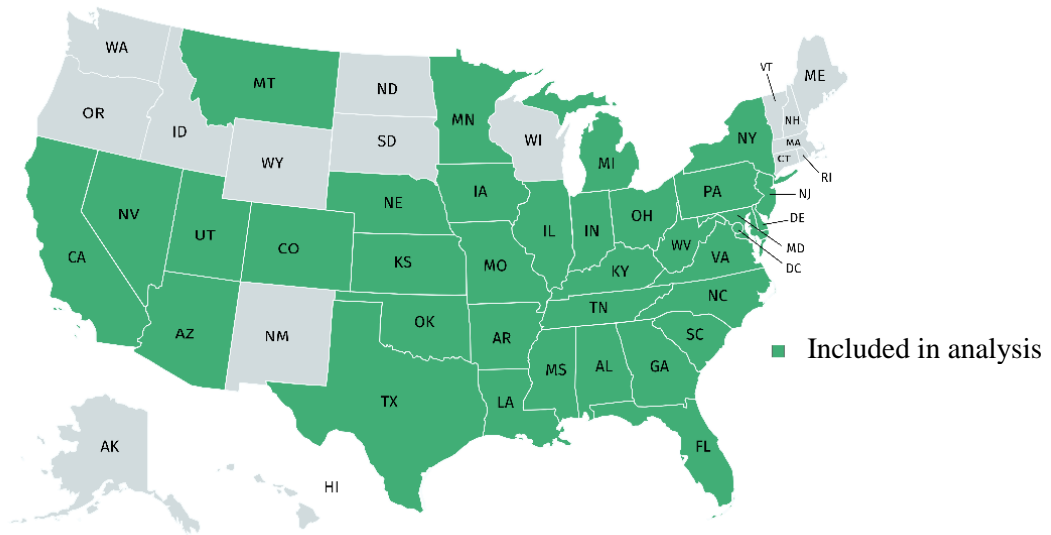 WA
MT
ND
MN
VT
ME
OR
ID
SD
WI
MI
NY
NH
MA
CT
RI
WY
NE
IA
PA
NJ
NV
UT
CO
IL
IN
OH
DE
MD
DC
CA
KS
MO
WV
VA
KY
AZ
NM
OK
AR
TN
NC
SC
TX
LA
MS
AL
GA
Included in analysis
FL
AK
HI